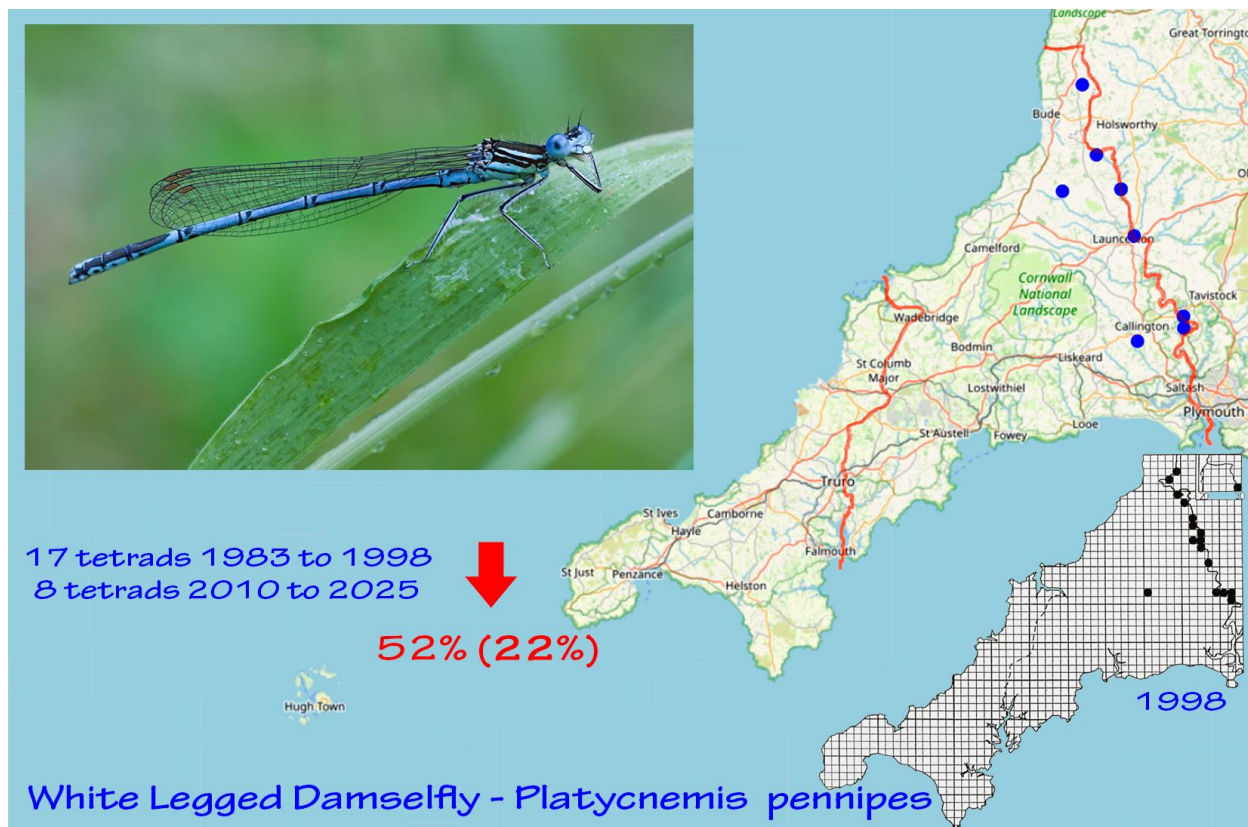 Landscape
Great Torrington
Bude
Holsworthy
Launceston
Camelford
Cornwall
National
Landscape
Tavistock
Wadebridge
Callington
Bodmin
Liskeard
St Columb
Major
Lostwithiel
Saltash
Plymouth
St Austell
Fowey
Looe
Truro
St Ives
Camborne
Hayle
Falmouth
St Just
Penzance
Helston
17 tetrads 1983 to 1998
8 tetrads 2010 to 2025
52% (22%)
Hugh Town
1998
White Legged Damselfly - Platycnemis pennipes